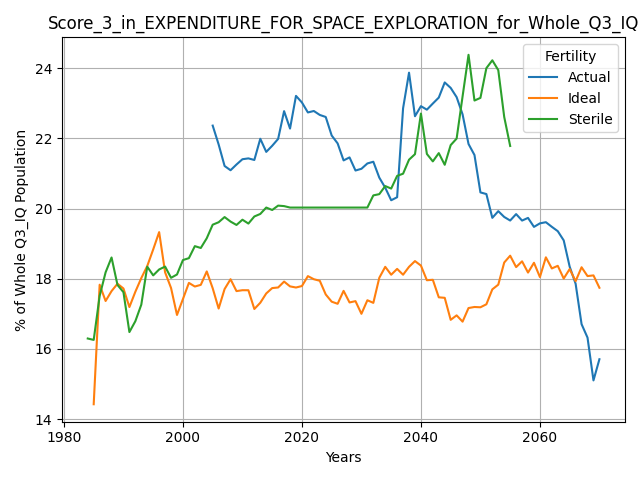 Score_3_in_EXPENDITURE_FOR_SPACE_EXPLORATION_for_Whole_Q3_IQ
Fertility
Actual
Ideal
Sterile
% of Whole Q3_IQ Population
24
22
20
18
16
14
1980
2000
2020
2040
2060
Years